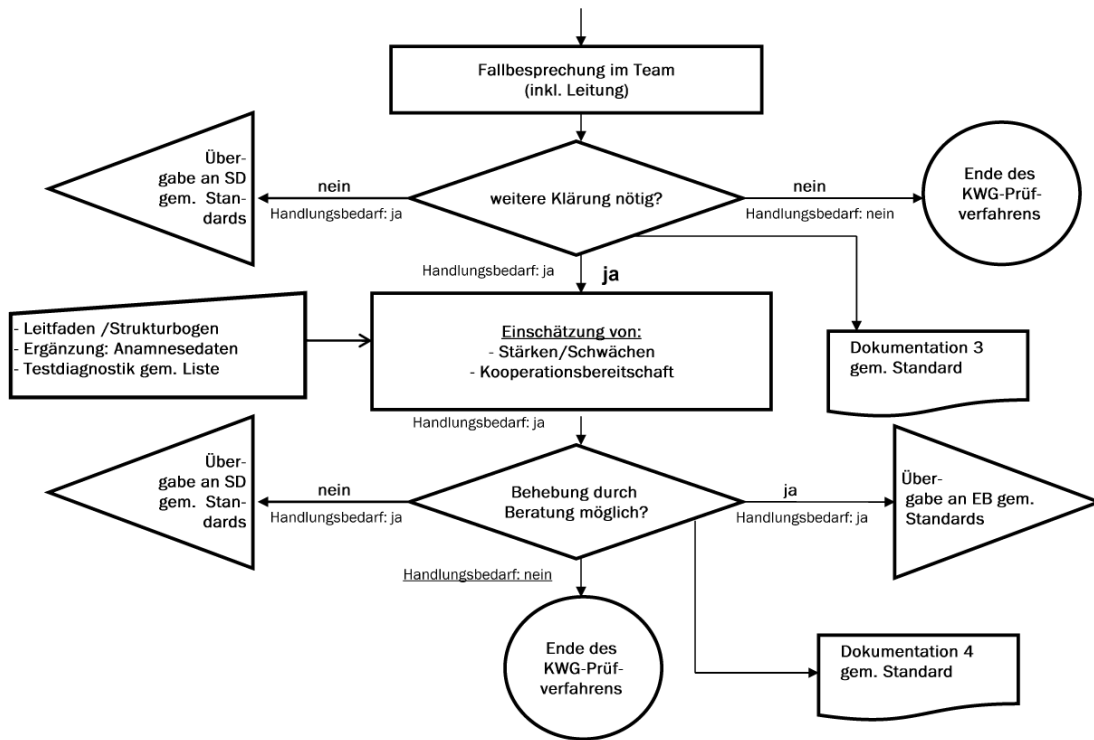 Fallbesprechung im Team
(inkl. Leitung)
Über-
gabe an SD
gem. Stan-
dards
nein
Handlungsbedarf: ja
weitere Klärung nötig?
nein
Handlungsbedarf: nein
Ende des
KWG-Prüf-
verfahrens
Handlungsbedarf: ja
ja
- Leitfaden /Strukturbogen
- Ergänzung: Anamnesedaten
- Testdiagnostik gem. Liste
Einschätzung von:
- Stärken/Schwächen
- Kooperationsbereitschaft
Dokumentation 3
gem. Standard
Handlungsbedarf: ja
Über-
gabe an SD
gem. Stan-
dards
nein
Handlungsbedarf: ja
Behebung durch
Beratung möglich?
ja
Handlungsbedarf: ja
Über-
gabe an EB gem.
Standards
Handlungsbedarf: nein
Ende des
KWG-Prüf-
verfahrens
Dokumentation 4
gem. Standard